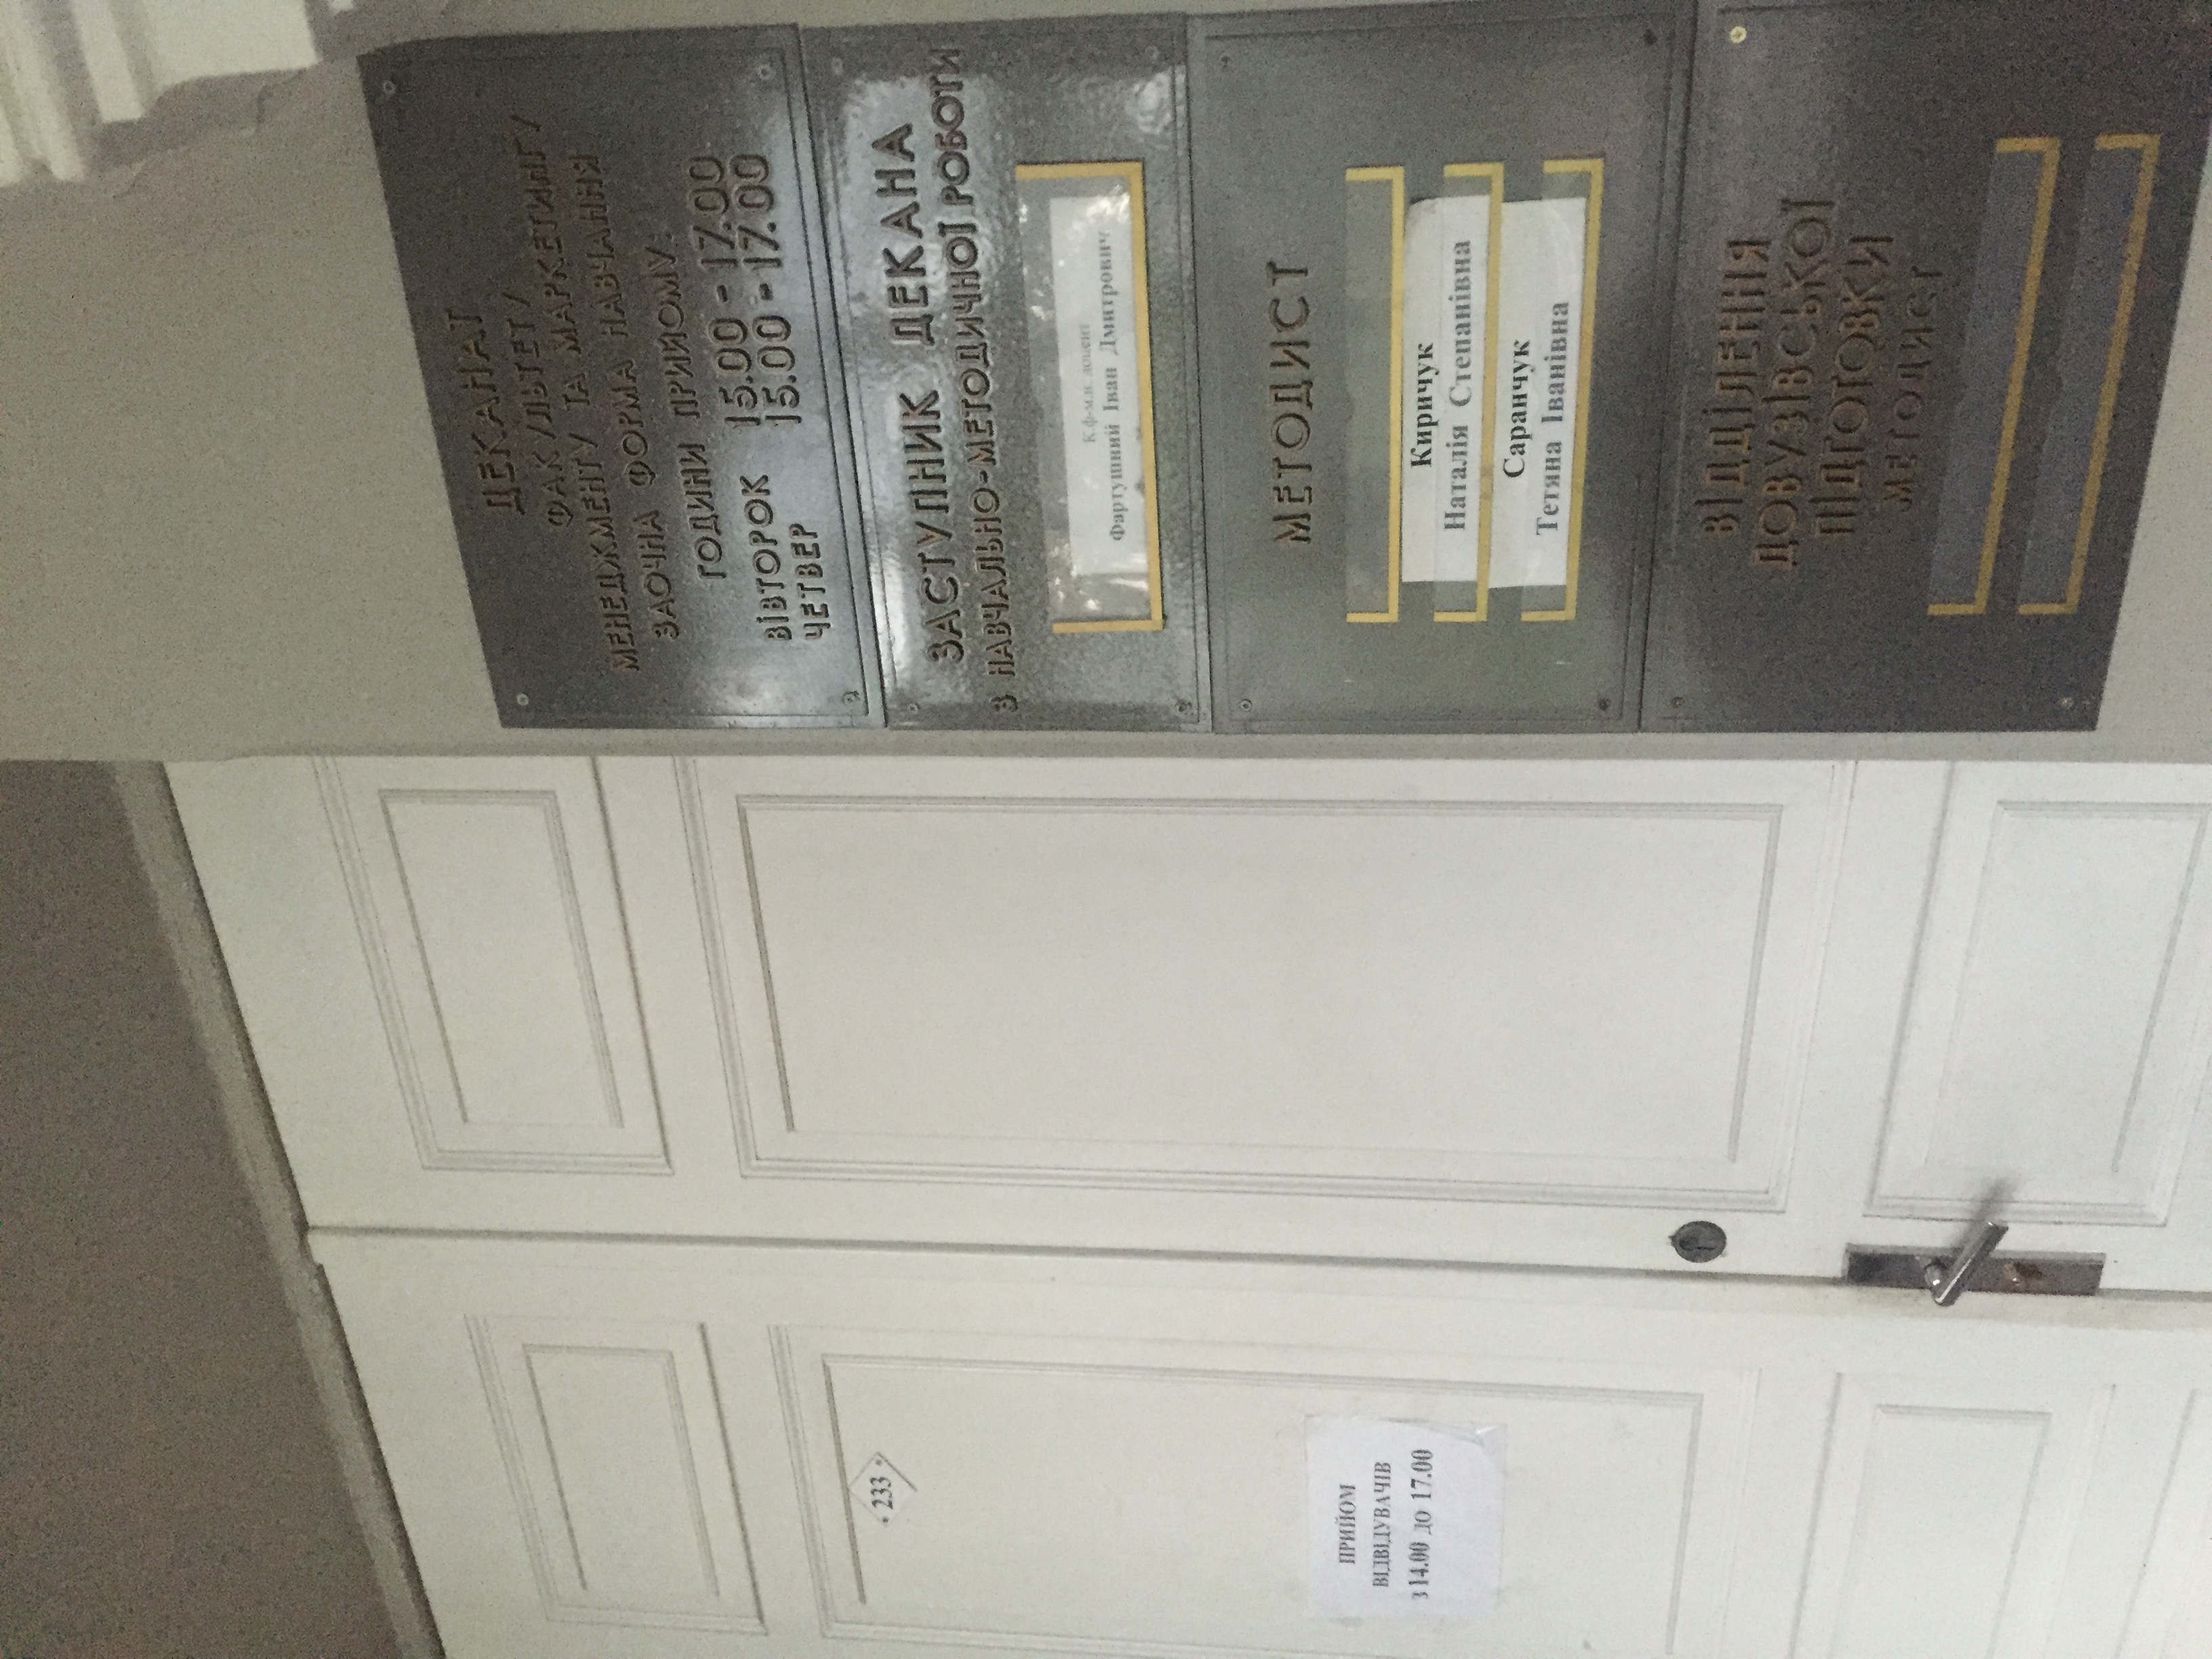 233
ПРИЙОМ
ВІДВІДУВАЧІВ
з 14.00 до 17.00
ДЕКАНАТ
ФАКУЛЬТЕТУ
МЕНЕДЖМЕНТУ ТА МАРКЕТИНГУ
ЗАОЧНА ФОРМА НАВЧАННЯ
ГОДИНИ ПРИЙОМУ:
ВІВТОРОК 15.00 - 17.00
ЧЕТВЕР 15.00 - 17.00
ЗАСТУПНИК ДЕКАНА
З НАВЧАЛЬНО-МЕТОДИЧНОЇ РОБОТИ
К.ф-м.н. доцент
Фартушний Іван Дмитрович
МЕТОДИСТ
Киричук
Наталія Степанівна
Саранчук
Тетяна Іванівна
ВІДДІЛЕННЯ
ДОВУЗІВСЬКОЇ
ПІДГОТОВКИ
МЕТОДИСТ